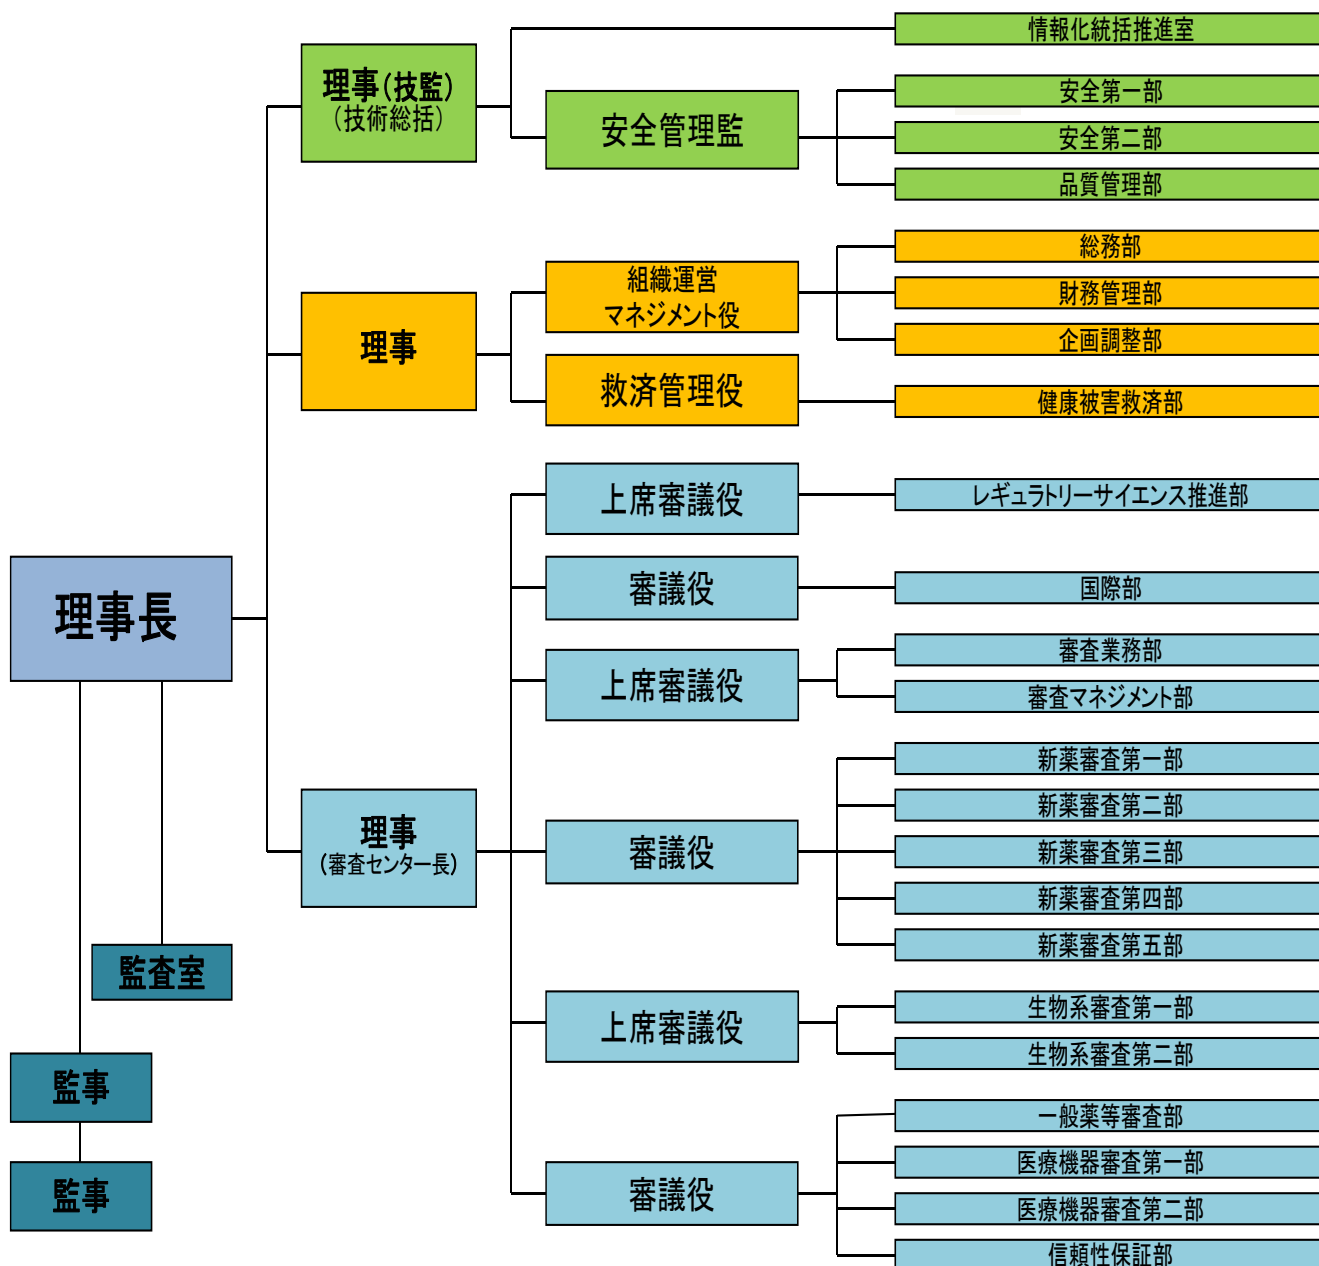 理事長
監査室
監事
監事
理事(技監)
(技術総括)
情報化統括推進室
安全管理監
安全第一部
安全第二部
品質管理部
理事
組織運営
マネジメント役
総務部
財務管理部
企画調整部
救済管理役
健康被害救済部
理事
(審査センター長)
上席審議役
レギュラトリーサイエンス推進部
審議役
国際部
上席審議役
審査業務部
審査マネジメント部
審議役
新薬審査第一部
新薬審査第二部
新薬審査第三部
新薬審査第四部
新薬審査第五部
上席審議役
生物系審査第一部
生物系審査第二部
審議役
一般薬等審査部
医療機器審査第一部
医療機器審査第二部
信頼性保証部